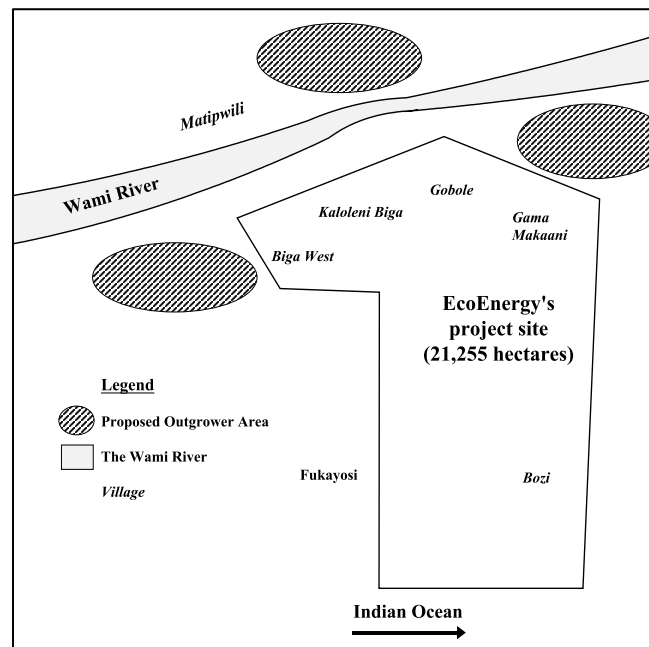 Matipwili
Wami River
Gobole
Kaloleni Biga
Gama
Makaani
Biga West
EcoEnergy's
project site
(21,255 hectares)
Legend
Proposed Outgrower Area
The Wami River
Village
Fukayosi
Bozi
Indian Ocean